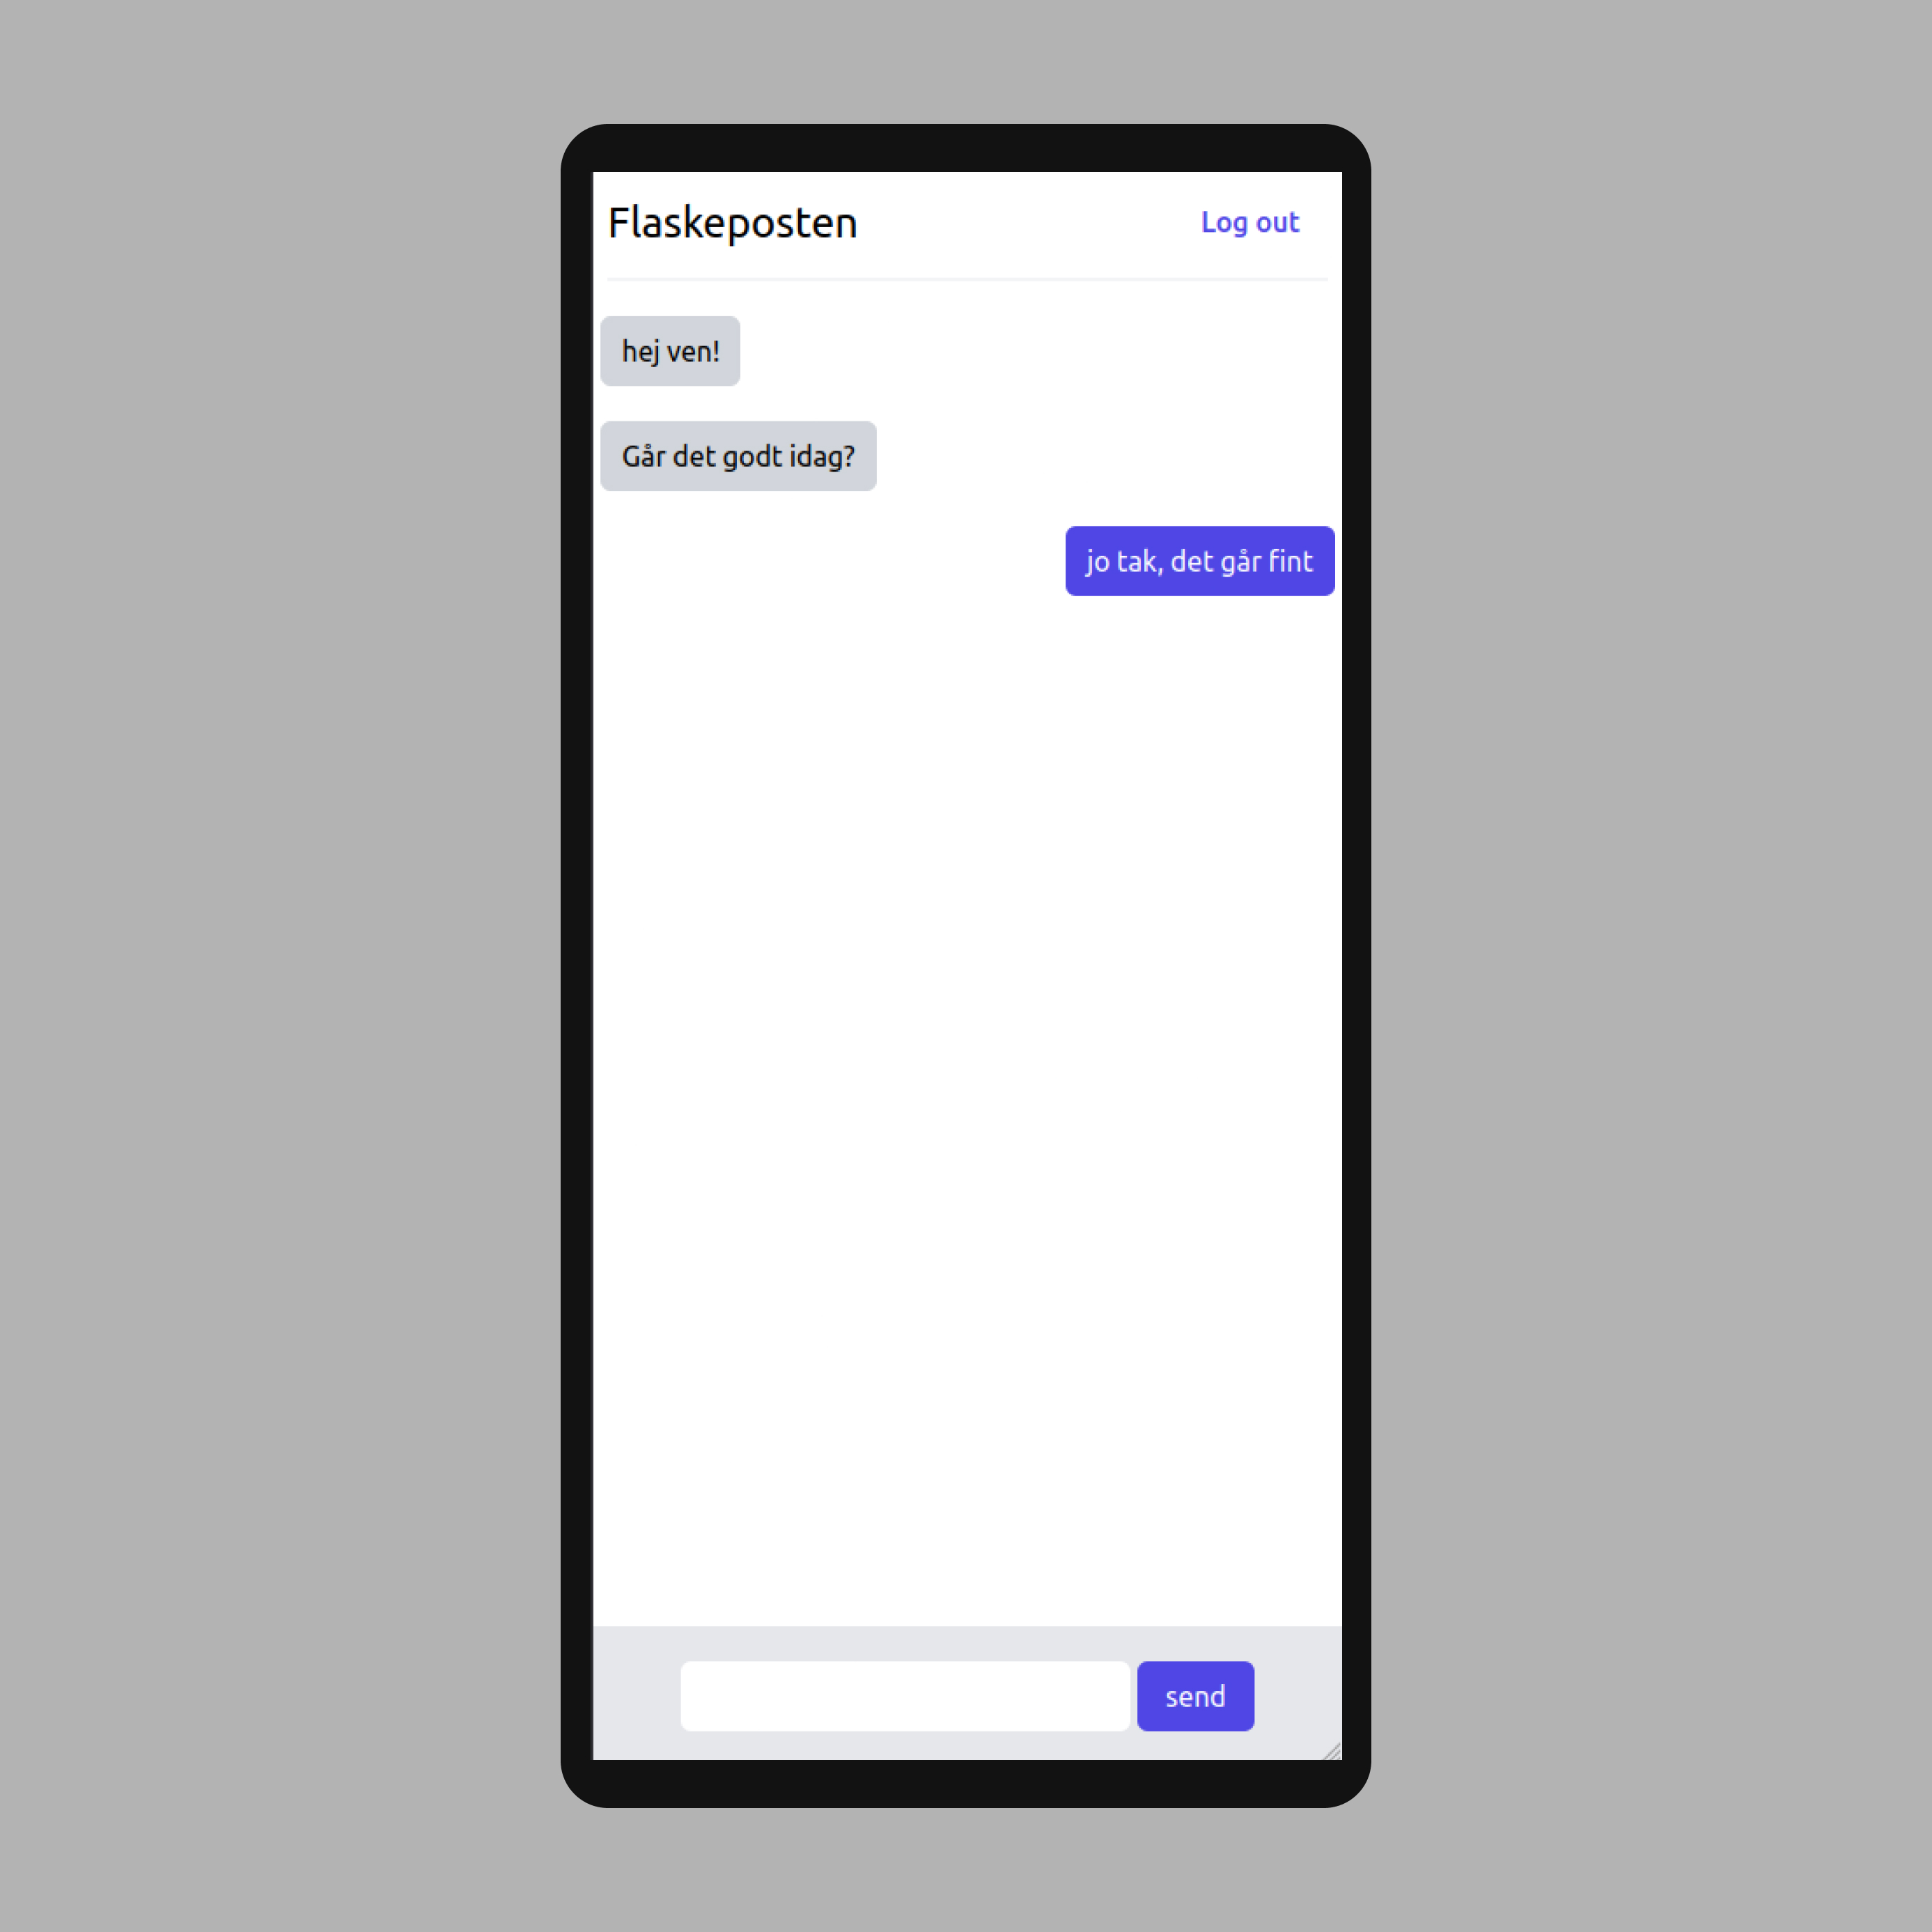 Flaskeposten
Log out
hej ven!
Går det godt idag?
jo tak, det går fint
send